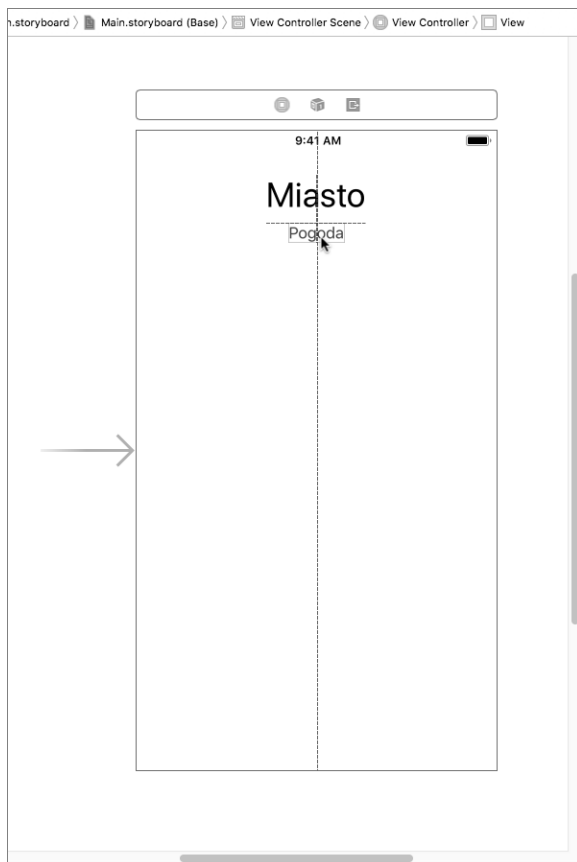 n.storyboard 〉 Main.storyboard (Base) 〉 View Controller Scene 〉 View Controller 〉 View
9:41 AM
Miasto
Pogoda